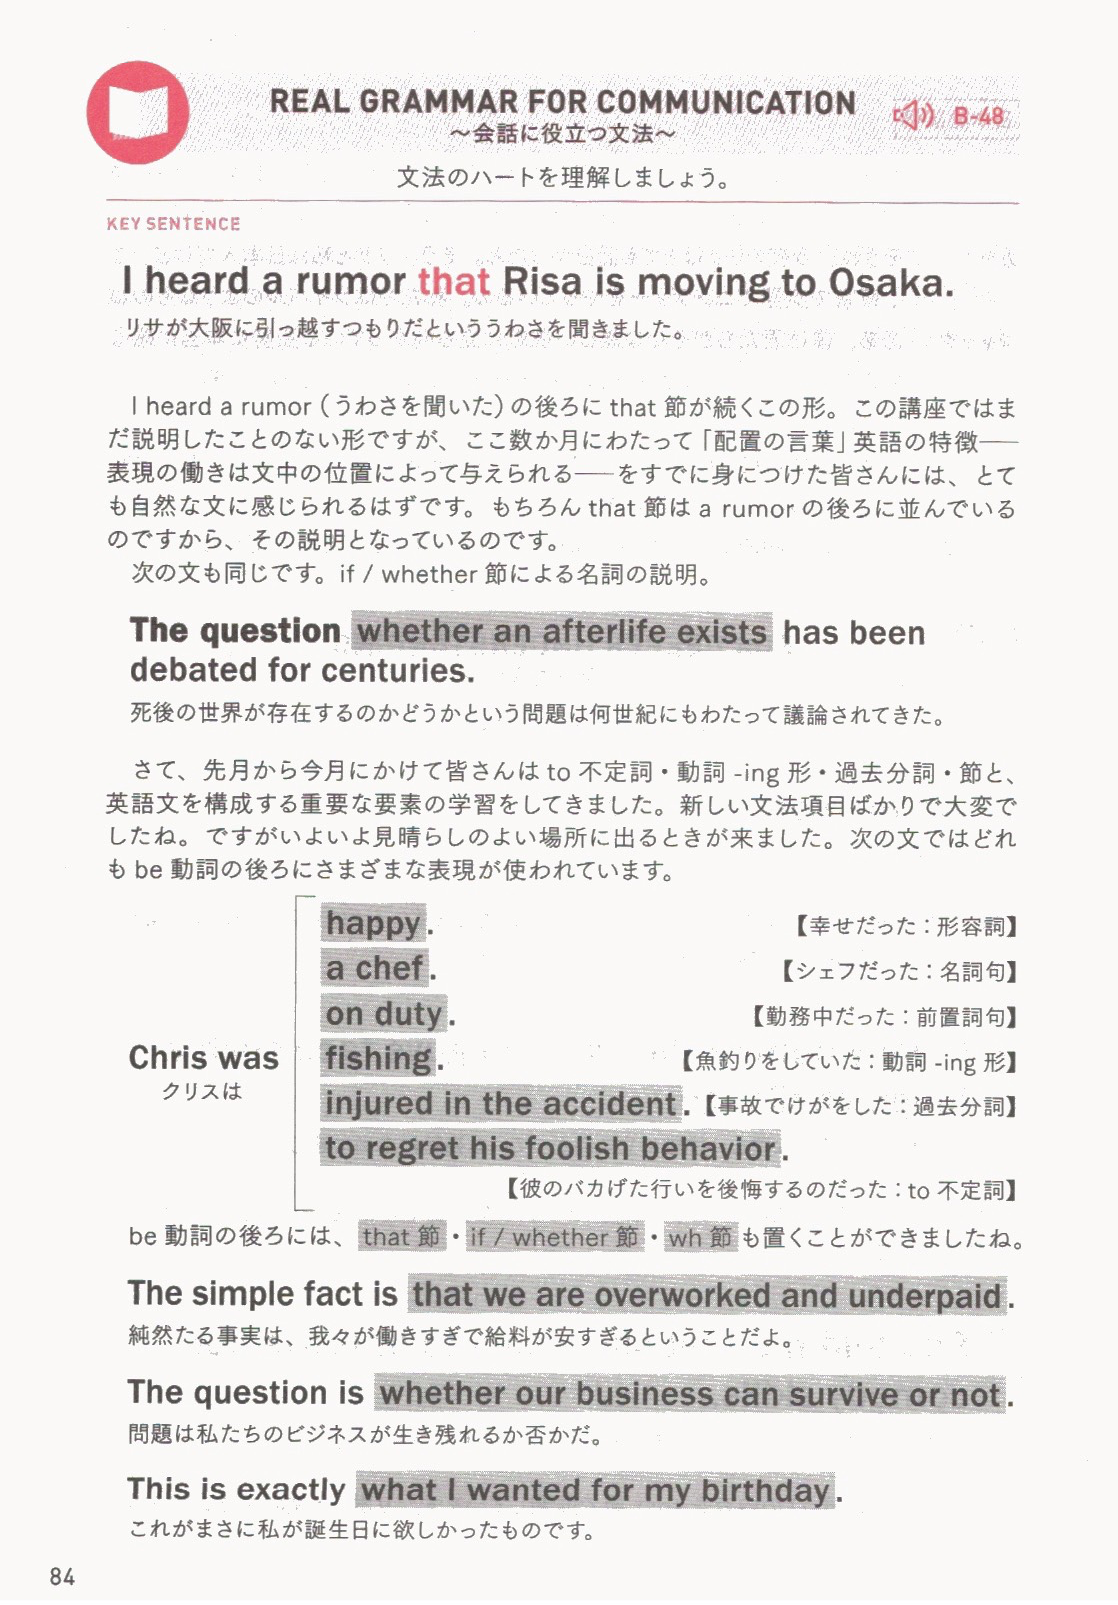 REAL GRAMMAR FOR COMMUNICATION
B-48
〜会話に役立つ文法〜
文法のハートを理解しましょう。
KEY SENTENCE
I heard a rumor that Risa is moving to Osaka.
リサが大阪に引っ越すつもりだといううわさを聞きました。
I heard a rumor（うわさを聞いた）の後ろに that 節が続くこの形。この講座ではま
だ説明したことのない形ですが、ここ数か月にわたって「配置の言葉」英語の特徴——
表現の働きは文中の位置によって与えられる——をすでに身につけた皆さんには、とて
も自然な文に感じられるはずです。もちろん that 節は a rumor の後ろに並んでいる
のですから、その説明となっているのです。
次の文も同じです。if / whether 節による名詞の説明。
The question whether an afterlife exists has been
debated for centuries.
死後の世界が存在するのかどうかという問題は何世紀にもわたって議論されてきた。
さて、先月から今月にかけて皆さんは to 不定詞・動詞 -ing 形・過去分詞・節と、
英語文を構成する重要な要素の学習をしてきました。新しい文法項目ばかりで大変で
したね。ですがいよいよ見晴らしのよい場所に出るときが来ました。次の文ではどれ
も be 動詞の後ろにさまざまな表現が使われています。
happy.【幸せだった：形容詞】
a chef.【シェフだった：名詞句】
on duty.【勤務中だった：前置詞句】
Chris was fishing.【魚釣りをしていた：動詞 -ing 形】
クリスは
injured in the accident.【事故でけがをした：過去分詞】
to regret his foolish behavior.
【彼のバカげた行いを後悔するのだった：to 不定詞】
be 動詞の後ろには、that 節・if / whether 節・wh 節も置くことができましたね。
The simple fact is that we are overworked and underpaid.
純然たる事実は、我々が働きすぎで給料が安すぎるということだよ。
The question is whether our business can survive or not.
問題は私たちのビジネスが生き残れるか否かだ。
This is exactly what I wanted for my birthday.
これがまさに私が誕生日に欲しかったものです。
84